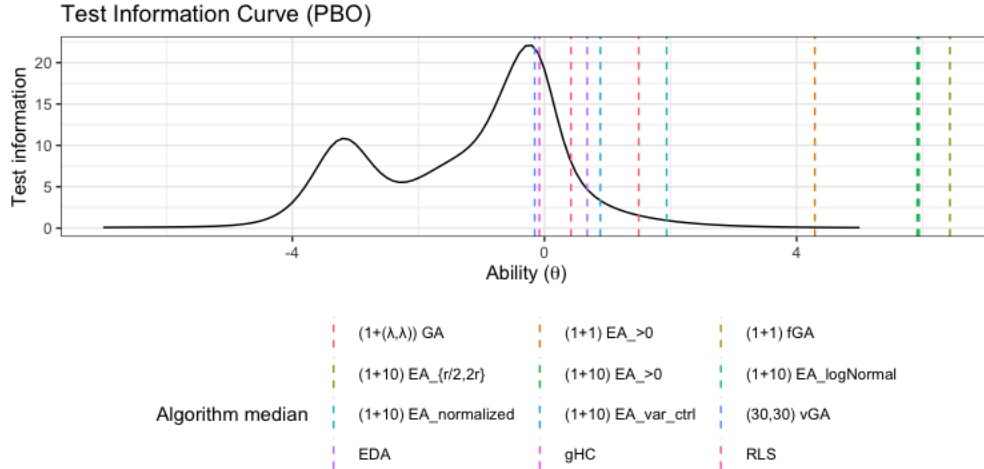 Test Information Curve (PBO)
Test information
20
15
10
5
0
-4 0 4
Ability (θ)
Algorithm median
(1+(λ,λ)) GA (1+1) EA_>0 (1+1) fGA
(1+10) EA_{r/2,2r} (1+10) EA_>0 (1+10) EA_logNormal
(1+10) EA_normalized (1+10) EA_var_ctrl (30,30) vGA
EDA gHC RLS